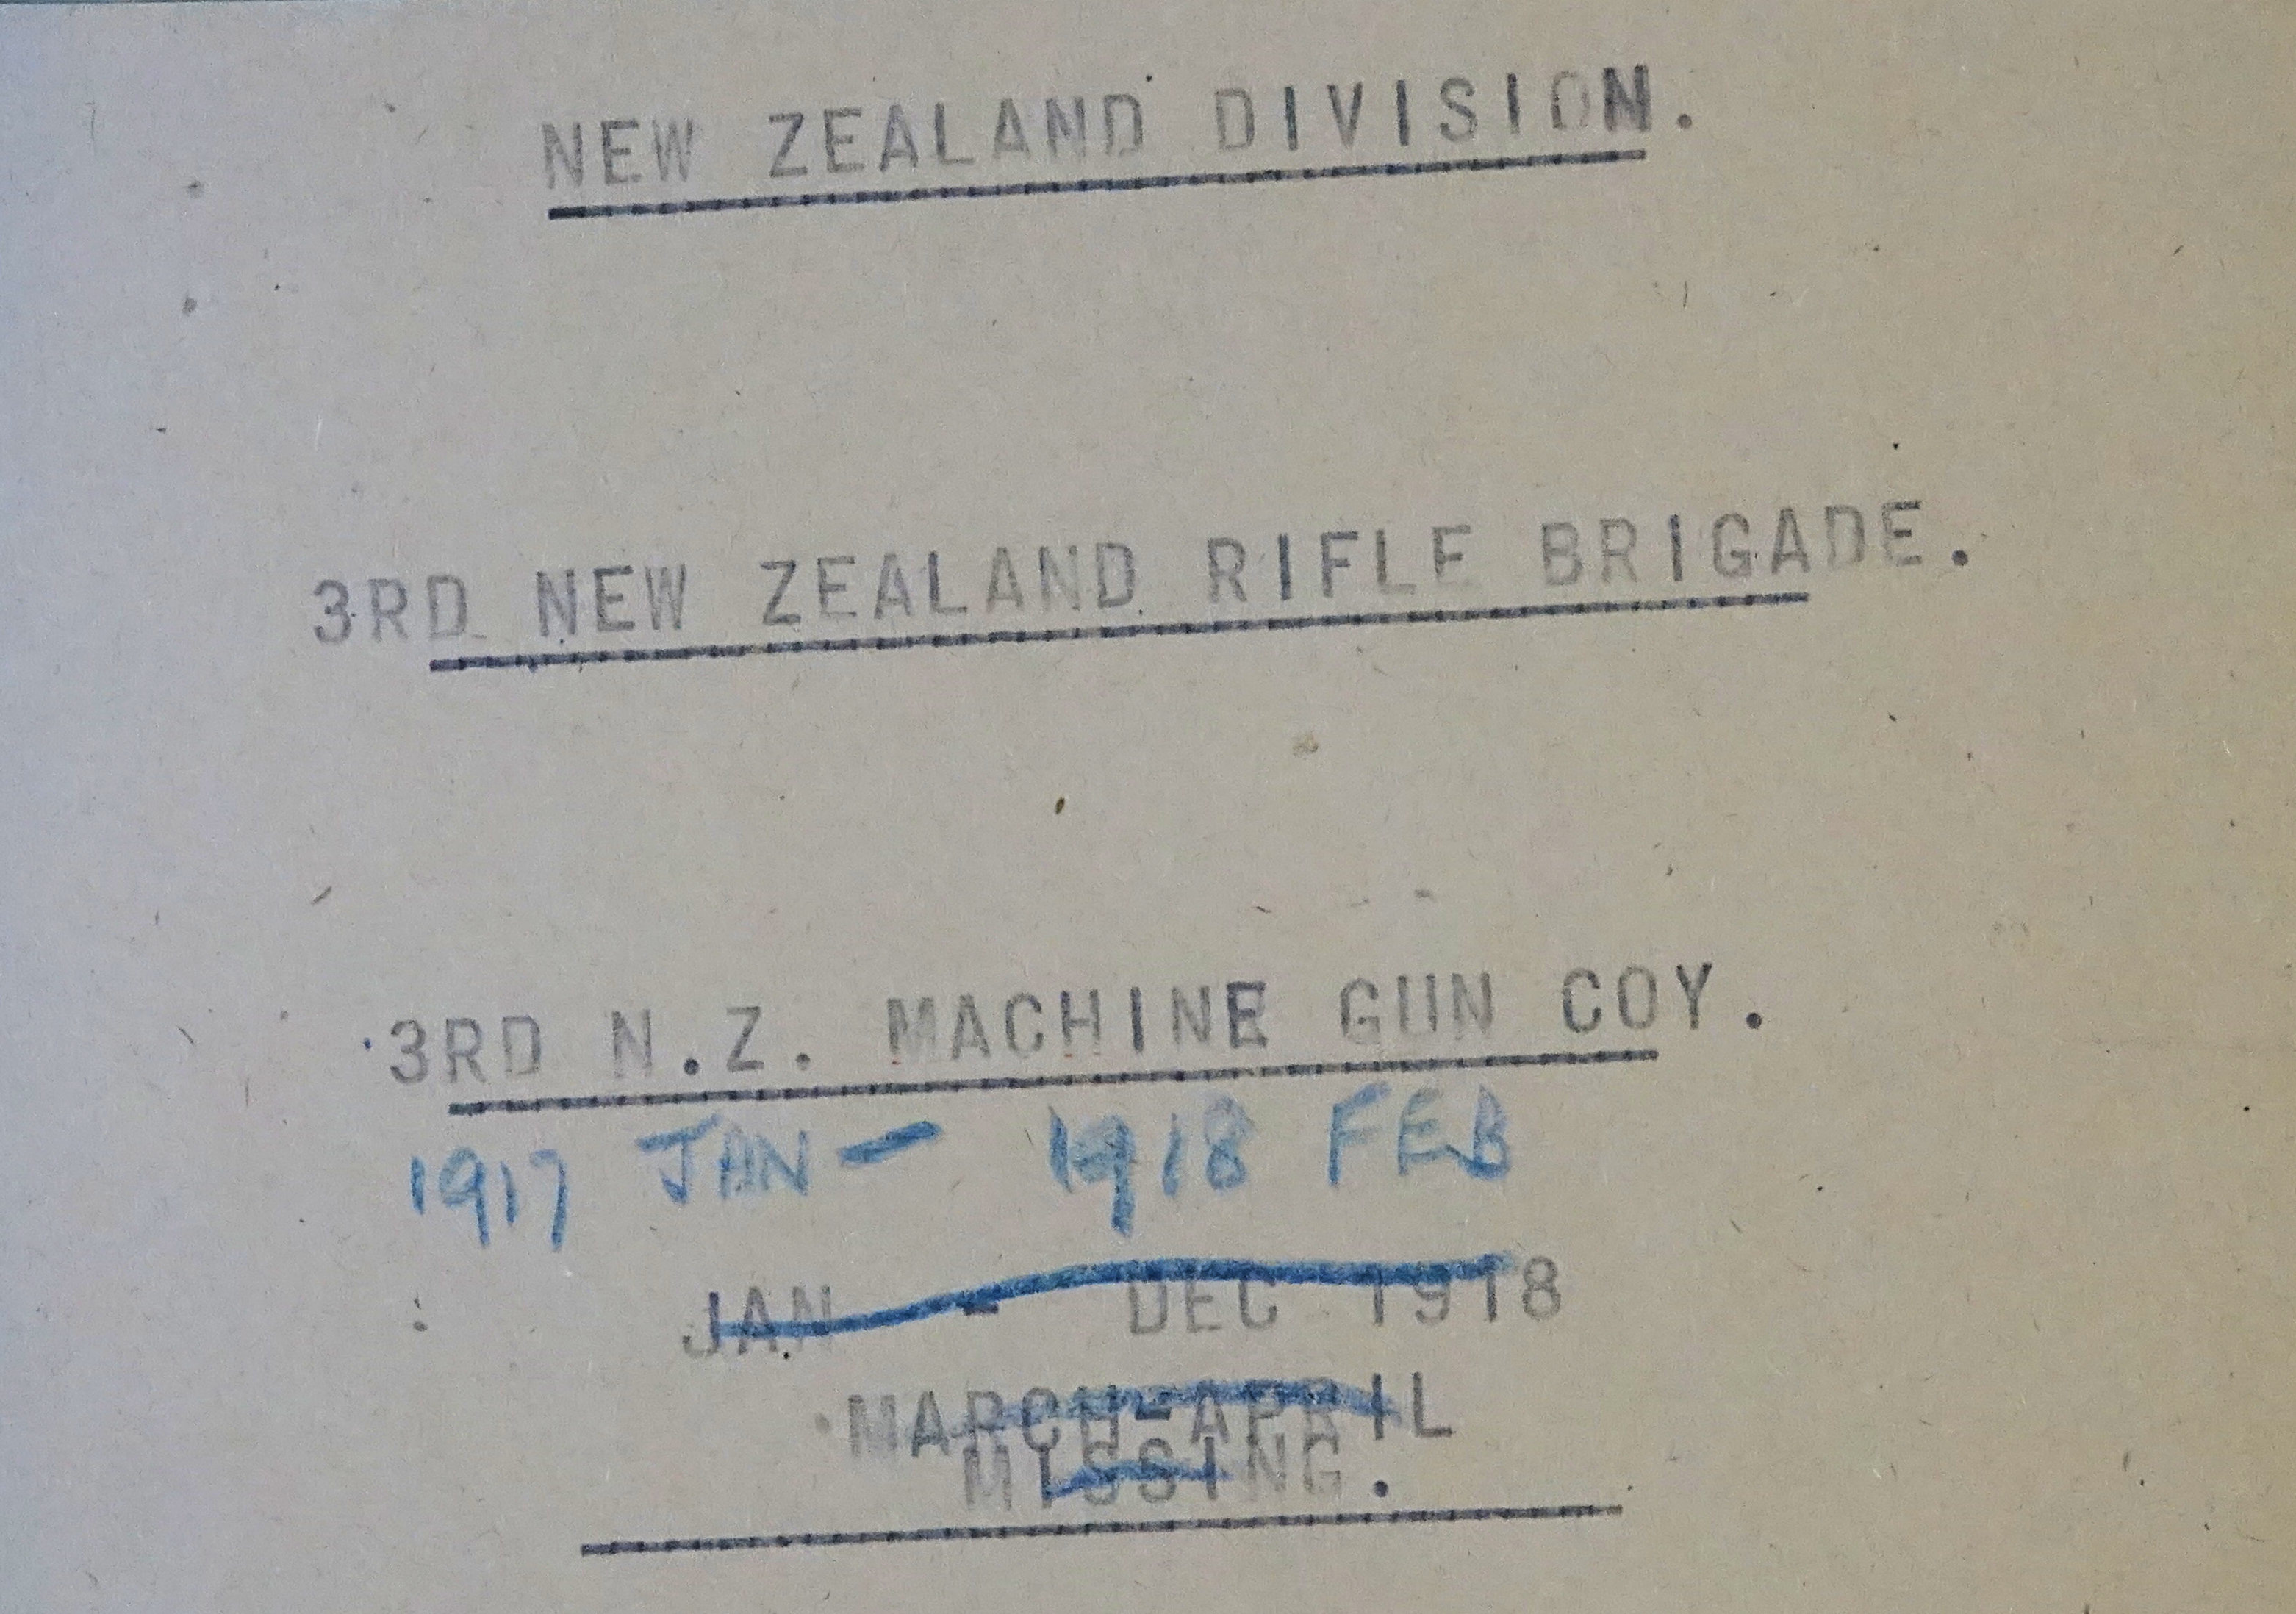 NEW ZEALAND DIVISION.
3RD NEW ZEALAND RIFLE BRIGADE.
3RD N.Z. MACHINE GUN COY.
1917 JAN - 1918 FEB
JAN - DEC 1918
MARCH-APRIL
MISSING.